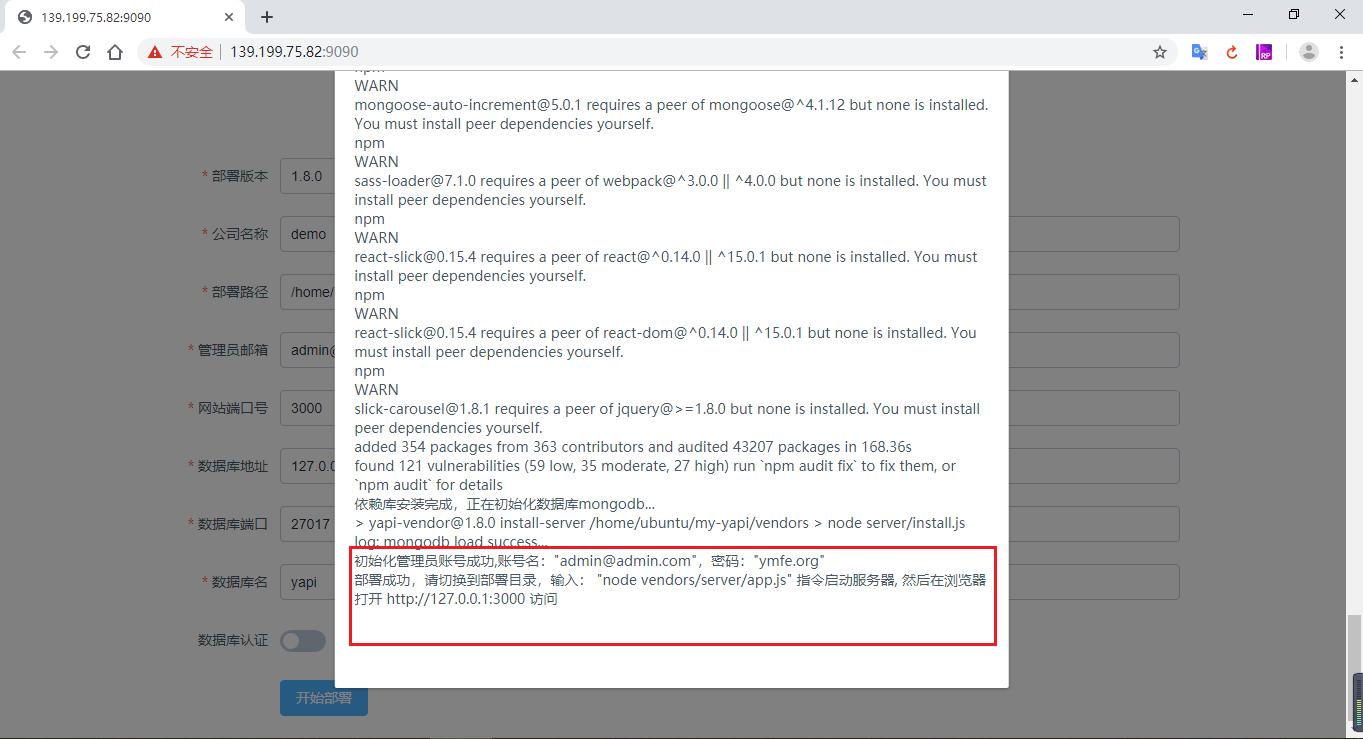 139.199.75.82:9090
不安全 139.199.75.82:9090
WARN
mongoose-auto-increment@5.0.1 requires a peer of mongoose@^4.1.12 but none is installed.
You must install peer dependencies yourself.
npm
WARN
sass-loader@7.1.0 requires a peer of webpack@^3.0.0 || ^4.0.0 but none is installed. You must
install peer dependencies yourself.
npm
WARN
react-slick@0.15.4 requires a peer of react@^0.14.0 || ^15.0.1 but none is installed. You must
install peer dependencies yourself.
npm
WARN
react-slick@0.15.4 requires a peer of react-dom@^0.14.0 || ^15.0.1 but none is installed. You
must install peer dependencies yourself.
npm
WARN
slick-carousel@1.8.1 requires a peer of jquery@>=1.8.0 but none is installed. You must install
peer dependencies yourself.
added 354 packages from 363 contributors and audited 43207 packages in 168.36s
found 121 vulnerabilities (59 low, 35 moderate, 27 high) run `npm audit fix` to fix them, or
`npm audit` for details
依赖库安装完成，正在初始化数据库mongodb...
> yapi-vendor@1.8.0 install-server /home/ubuntu/my-yapi/vendors > node server/install.js
log: mongodb load success...
初始化管理员账号成功,账号名："admin@admin.com"，密码："ymfe.org"
部署成功，请切换到部署目录，输入： "node vendors/server/app.js" 指令启动服务器, 然后在浏览器
打开 http://127.0.0.1:3000 访问
* 部署版本 1.8.0
* 公司名称 demo
* 部署路径 /home/
* 管理员邮箱 admin@
* 网站端口号 3000
* 数据库地址 127.0.0
* 数据库端口 27017
* 数据库名 yapi
数据库认证
开始部署
RP